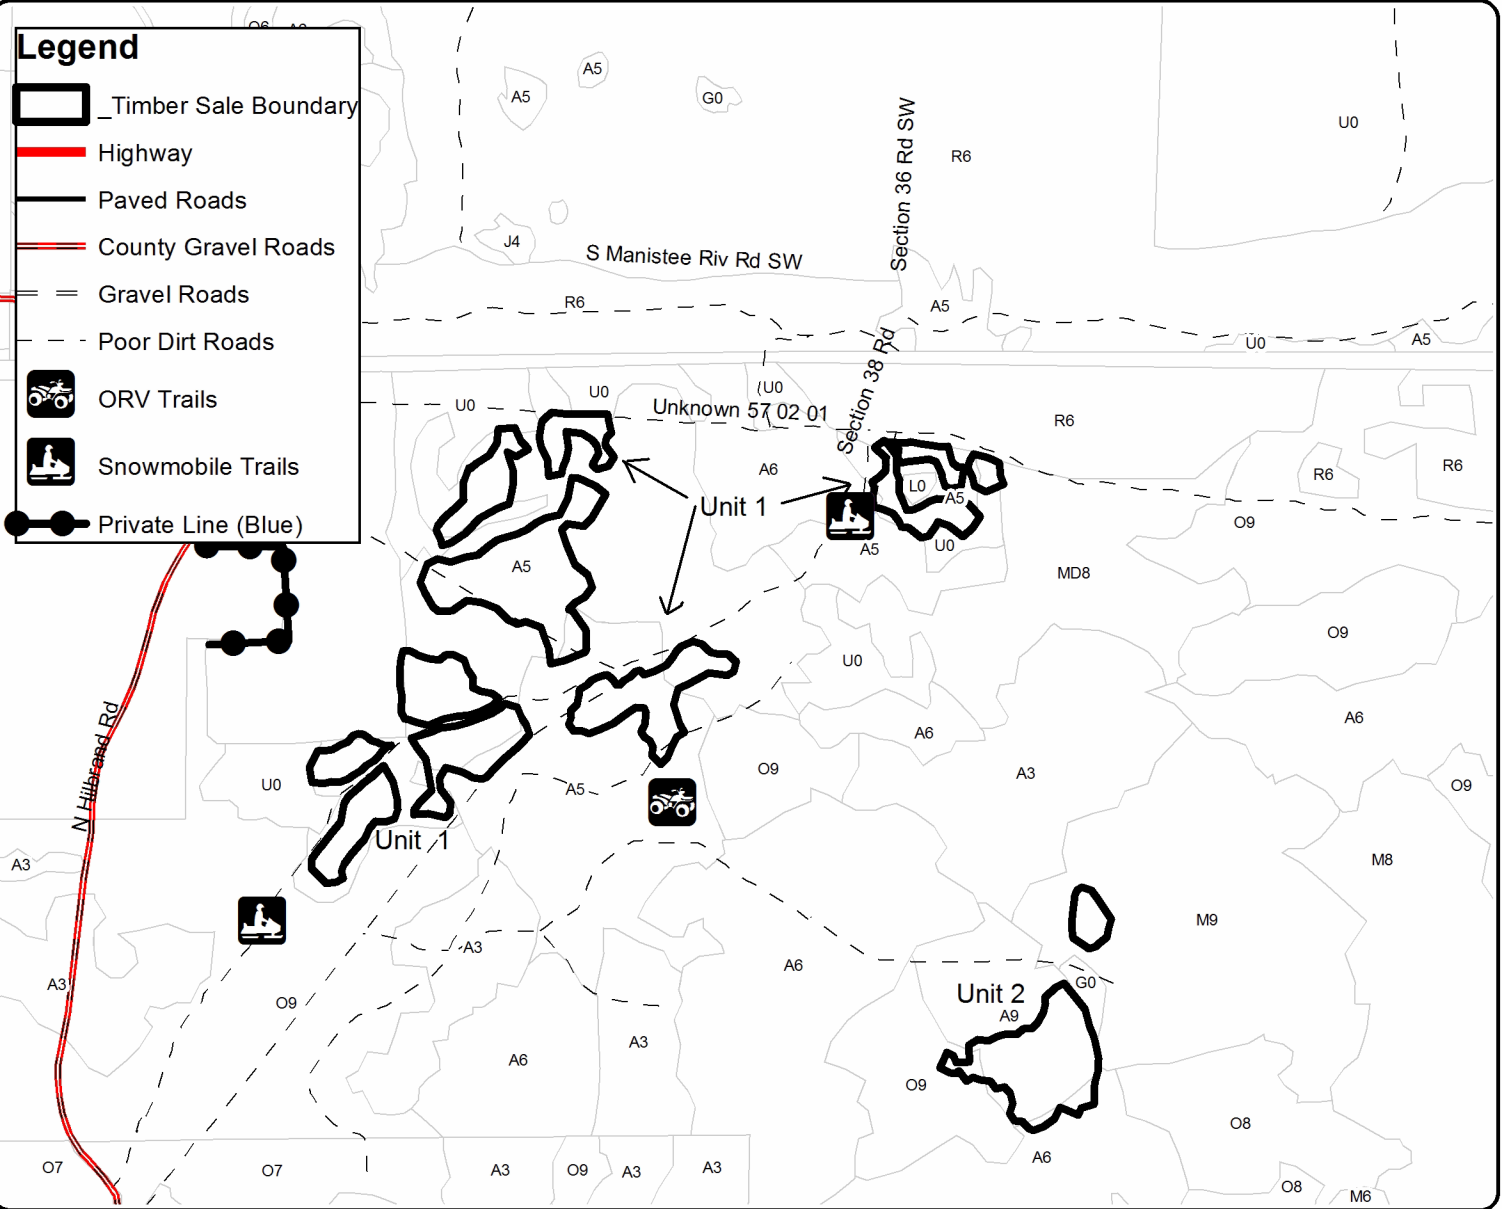 Legend
_Timber Sale Boundary
Highway
Paved Roads
County Gravel Roads
Gravel Roads
Poor Dirt Roads
ORV Trails
Snowmobile Trails
Private Line (Blue)
A5
A5
G0
Section 36 Rd SW
R6
U0
J4
S Manistee Riv Rd SW
R6
A5
U0
A5
Section 38 Rd
U0
U0
U0
Unknown 57 02 01
R6
A6
Unit 1
L0
A5
R6
R6
O9
A5
U0
A5
MD8
O9
U0
N Hilbrand Rd
A6
A6
U0
O9
A3
O9
A5
Unit 1
A3
M8
M9
A3
A6
A3
G0
Unit 2
O9
A9
A3
A6
O9
O8
A6
O7
O7
A3
O9
A3
A3
O8
M6